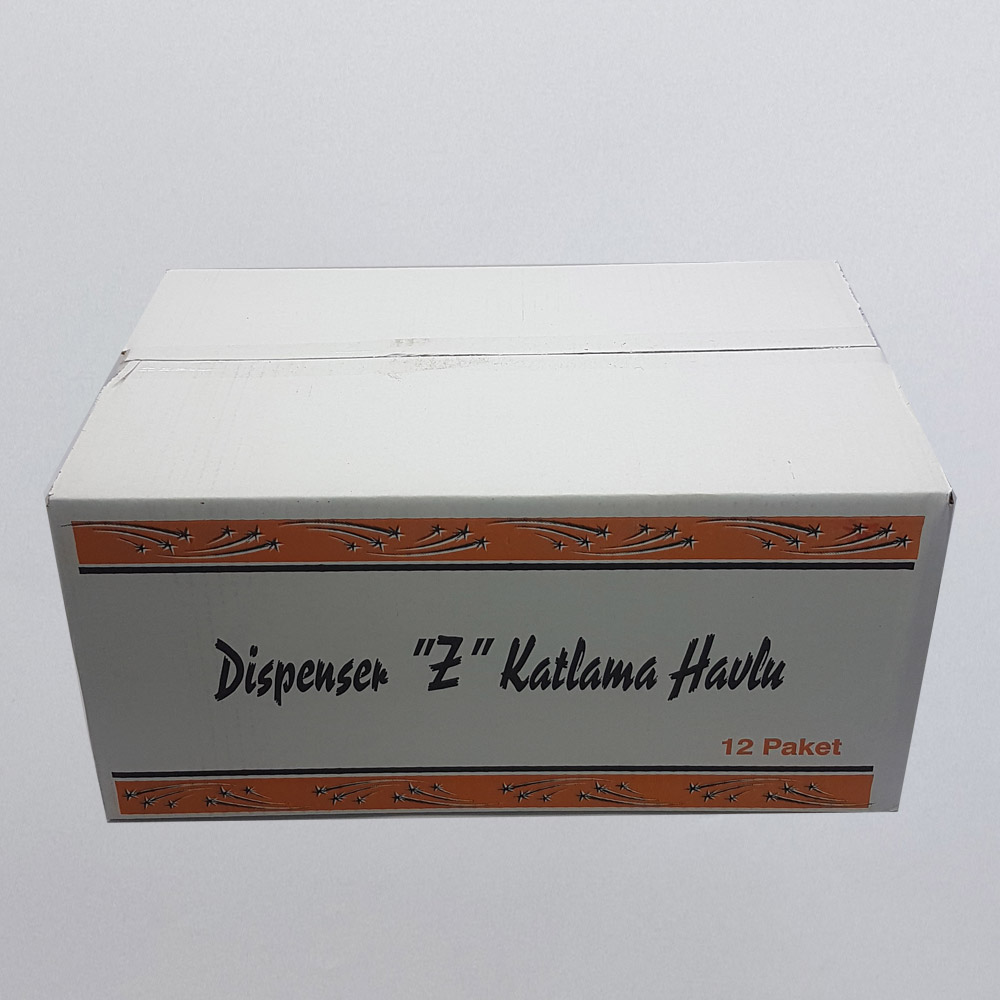 Dispenser "Z" Katlama Havlu
12 Paket